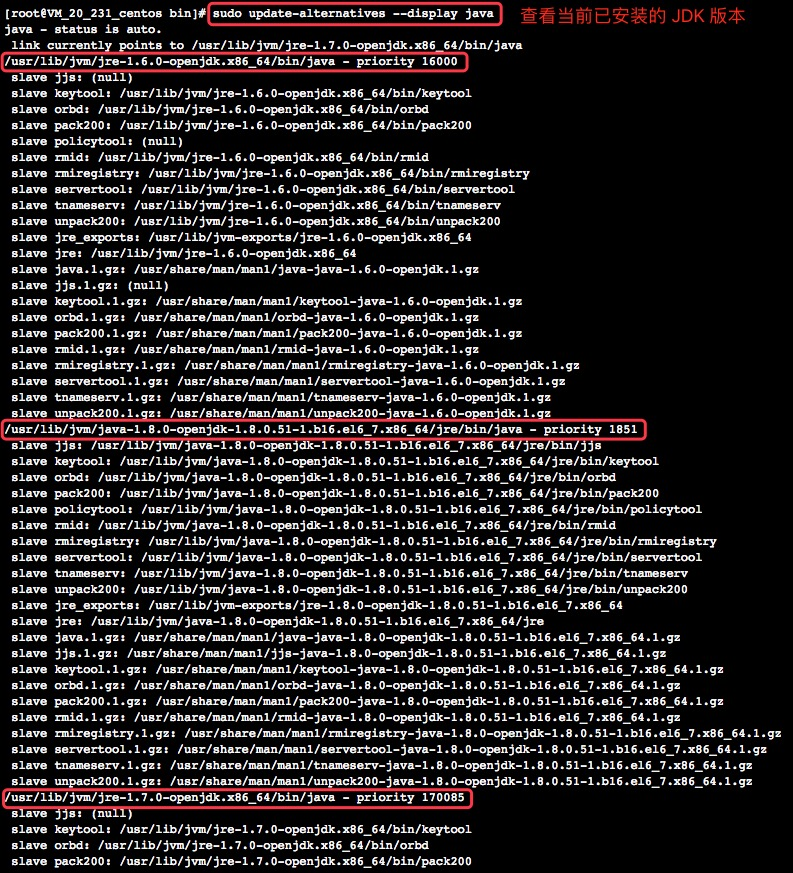 [root@VM_20_231_centos bin]# sudo update-alternatives --display java 查看当前已安装的 JDK 版本
java - status is auto.
link currently points to /usr/lib/jvm/jre-1.7.0-openjdk.x86_64/bin/java
/usr/lib/jvm/jre-1.6.0-openjdk.x86_64/bin/java - priority 16000
slave jjs: (null)
slave keytool: /usr/lib/jvm/jre-1.6.0-openjdk.x86_64/bin/keytool
slave orbd: /usr/lib/jvm/jre-1.6.0-openjdk.x86_64/bin/orbd
slave pack200: /usr/lib/jvm/jre-1.6.0-openjdk.x86_64/bin/pack200
slave policytool: (null)
slave rmid: /usr/lib/jvm/jre-1.6.0-openjdk.x86_64/bin/rmid
slave rmiregistry: /usr/lib/jvm/jre-1.6.0-openjdk.x86_64/bin/rmiregistry
slave servertool: /usr/lib/jvm/jre-1.6.0-openjdk.x86_64/bin/servertool
slave tnameserv: /usr/lib/jvm/jre-1.6.0-openjdk.x86_64/bin/tnameserv
slave unpack200: /usr/lib/jvm/jre-1.6.0-openjdk.x86_64/bin/unpack200
slave jre_exports: /usr/lib/jvm-exports/jre-1.6.0-openjdk.x86_64
slave jre: /usr/lib/jvm/jre-1.6.0-openjdk.x86_64
slave java.1.gz: /usr/share/man/man1/java-java-1.6.0-openjdk.1.gz
slave jjs.1.gz: (null)
slave keytool.1.gz: /usr/share/man/man1/keytool-java-1.6.0-openjdk.1.gz
slave orbd.1.gz: /usr/share/man/man1/orbd-java-1.6.0-openjdk.1.gz
slave pack200.1.gz: /usr/share/man/man1/pack200-java-1.6.0-openjdk.1.gz
slave rmid.1.gz: /usr/share/man/man1/rmid-java-1.6.0-openjdk.1.gz
slave rmiregistry.1.gz: /usr/share/man/man1/rmiregistry-java-1.6.0-openjdk.1.gz
slave servertool.1.gz: /usr/share/man/man1/servertool-java-1.6.0-openjdk.1.gz
slave tnameserv.1.gz: /usr/share/man/man1/tnameserv-java-1.6.0-openjdk.1.gz
slave unpack200.1.gz: /usr/share/man/man1/unpack200-java-1.6.0-openjdk.1.gz
/usr/lib/jvm/java-1.8.0-openjdk-1.8.0.51-1.b16.el6_7.x86_64/jre/bin/java - priority 1851
slave jjs: /usr/lib/jvm/java-1.8.0-openjdk-1.8.0.51-1.b16.el6_7.x86_64/jre/bin/jjs
slave keytool: /usr/lib/jvm/java-1.8.0-openjdk-1.8.0.51-1.b16.el6_7.x86_64/jre/bin/keytool
slave orbd: /usr/lib/jvm/java-1.8.0-openjdk-1.8.0.51-1.b16.el6_7.x86_64/jre/bin/orbd
slave pack200: /usr/lib/jvm/java-1.8.0-openjdk-1.8.0.51-1.b16.el6_7.x86_64/jre/bin/pack200
slave policytool: /usr/lib/jvm/java-1.8.0-openjdk-1.8.0.51-1.b16.el6_7.x86_64/jre/bin/policytool
slave rmid: /usr/lib/jvm/java-1.8.0-openjdk-1.8.0.51-1.b16.el6_7.x86_64/jre/bin/rmid
slave rmiregistry: /usr/lib/jvm/java-1.8.0-openjdk-1.8.0.51-1.b16.el6_7.x86_64/jre/bin/rmiregistry
slave servertool: /usr/lib/jvm/java-1.8.0-openjdk-1.8.0.51-1.b16.el6_7.x86_64/jre/bin/servertool
slave tnameserv: /usr/lib/jvm/java-1.8.0-openjdk-1.8.0.51-1.b16.el6_7.x86_64/jre/bin/tnameserv
slave unpack200: /usr/lib/jvm/java-1.8.0-openjdk-1.8.0.51-1.b16.el6_7.x86_64/jre/bin/unpack200
slave jre_exports: /usr/lib/jvm-exports/jre-1.8.0-openjdk-1.8.0.51-1.b16.el6_7.x86_64
slave jre: /usr/lib/jvm/java-1.8.0-openjdk-1.8.0.51-1.b16.el6_7.x86_64/jre
slave java.1.gz: /usr/share/man/man1/java-java-1.8.0-openjdk-1.8.0.51-1.b16.el6_7.x86_64.1.gz
slave jjs.1.gz: /usr/share/man/man1/jjs-java-1.8.0-openjdk-1.8.0.51-1.b16.el6_7.x86_64.1.gz
slave keytool.1.gz: /usr/share/man/man1/keytool-java-1.8.0-openjdk-1.8.0.51-1.b16.el6_7.x86_64.1.gz
slave orbd.1.gz: /usr/share/man/man1/orbd-java-1.8.0-openjdk-1.8.0.51-1.b16.el6_7.x86_64.1.gz
slave pack200.1.gz: /usr/share/man/man1/pack200-java-1.8.0-openjdk-1.8.0.51-1.b16.el6_7.x86_64.1.gz
slave rmid.1.gz: /usr/share/man/man1/rmid-java-1.8.0-openjdk-1.8.0.51-1.b16.el6_7.x86_64.1.gz
slave rmiregistry.1.gz: /usr/share/man/man1/rmiregistry-java-1.8.0-openjdk-1.8.0.51-1.b16.el6_7.x86_64.1.gz
slave servertool.1.gz: /usr/share/man/man1/servertool-java-1.8.0-openjdk-1.8.0.51-1.b16.el6_7.x86_64.1.gz
slave tnameserv.1.gz: /usr/share/man/man1/tnameserv-java-1.8.0-openjdk-1.8.0.51-1.b16.el6_7.x86_64.1.gz
slave unpack200.1.gz: /usr/share/man/man1/unpack200-java-1.8.0-openjdk-1.8.0.51-1.b16.el6_7.x86_64.1.gz
/usr/lib/jvm/jre-1.7.0-openjdk.x86_64/bin/java - priority 170085
slave jjs: (null)
slave keytool: /usr/lib/jvm/jre-1.7.0-openjdk.x86_64/bin/keytool
slave orbd: /usr/lib/jvm/jre-1.7.0-openjdk.x86_64/bin/orbd
slave pack200: /usr/lib/jvm/jre-1.7.0-openjdk.x86_64/bin/pack200